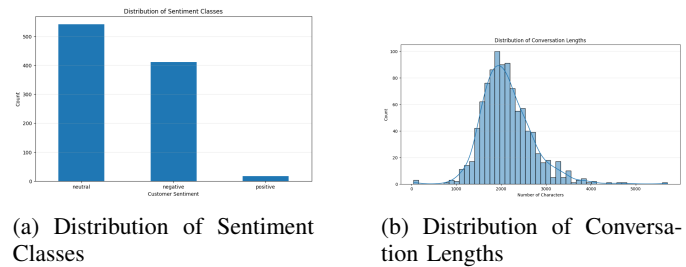 Distribution of Sentiment Classes
500
400
300
200
100
0
Count
neutral negative positive
Customer Sentiment
Distribution of Conversation Lengths
100
80
60
40
20
0
Count
0 1000 2000 3000 4000 5000
Number of Characters
(a) Distribution of Sentiment
Classes
(b) Distribution of Conversa-
tion Lengths